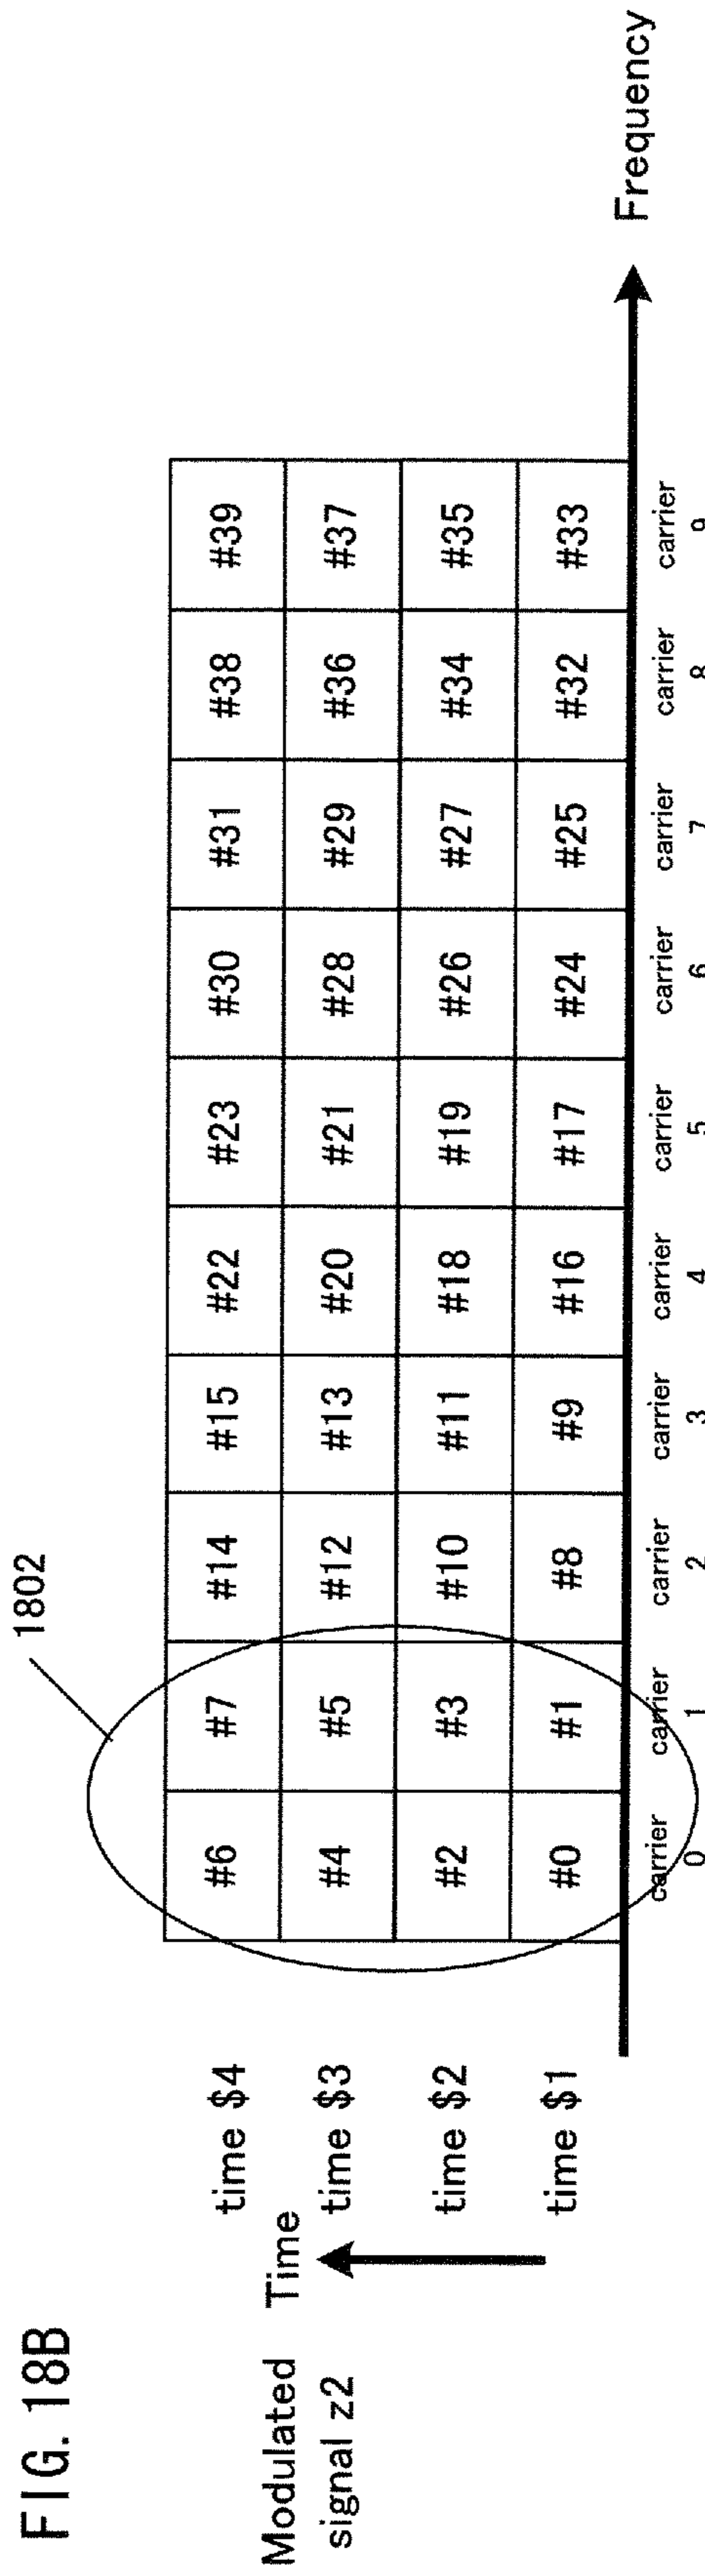 FIG. 18B
1802
Modulated
signal z2
Time
time $4
#6 #7 #14 #15 #22 #23 #30 #31 #38 #39
time $3
#4 #5 #12 #13 #20 #21 #28 #29 #36 #37
time $2
#2 #3 #10 #11 #18 #19 #26 #27 #34 #35
time $1
#0 #1 #8 #9 #16 #17 #24 #25 #32 #33
Frequency
carrier carrier carrier carrier carrier carrier carrier carrier carrier carrier
0 1 2 3 4 5 6 7 8 9